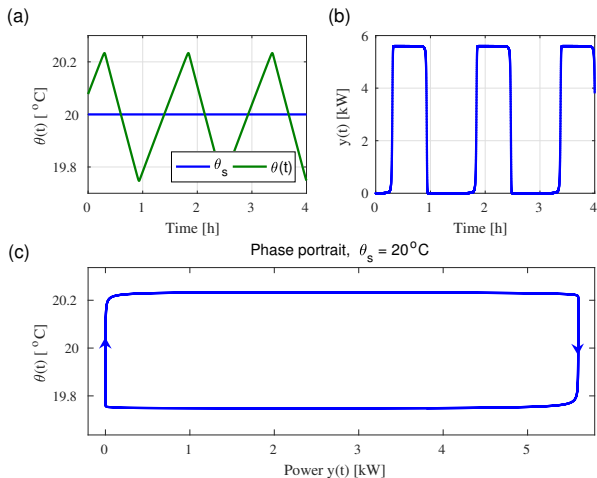 (a)
20.2
20
19.8
θ(t) [ °C]
θs
θ(t)
0
1
2
3
4
Time [h]
(b)
6
4
2
0
y(t) [kW]
0
1
2
3
4
Time [h]
(c)
Phase portrait, θs = 20°C
20.2
20
19.8
θ(t) [ °C]
0
1
2
3
4
5
Power y(t) [kW]